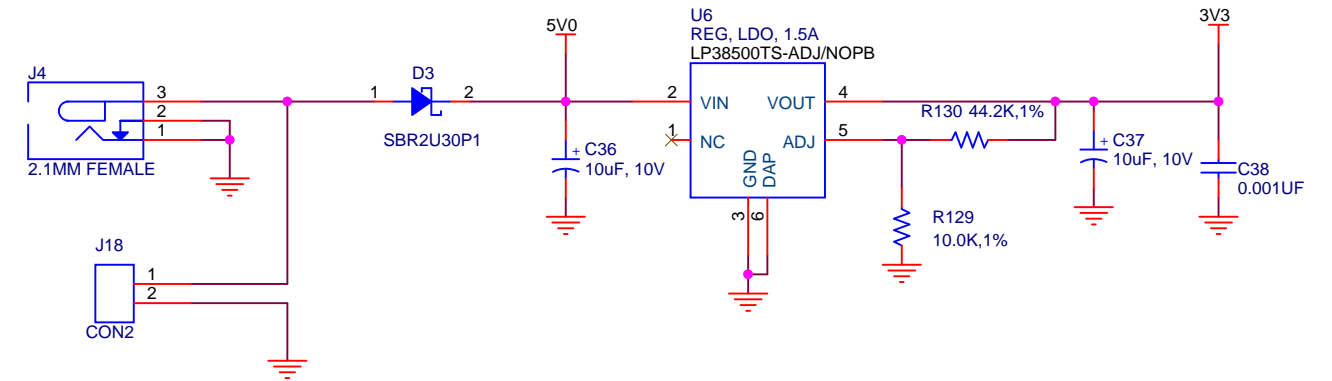 J4
3
2
1
2.1MM FEMALE
J18
1
2
CON2
D3
1
2
SBR2U30P1
5V0
+
C36
10uF, 10V
U6
REG, LDO, 1.5A
LP38500TS-ADJ/NOPB
2
VIN
VOUT
4
1
NC
ADJ
5
GND
DAP
3
6
R130 44.2K,1%
R129
10.0K,1%
+
C37
10uF, 10V
3V3
C38
0.001UF